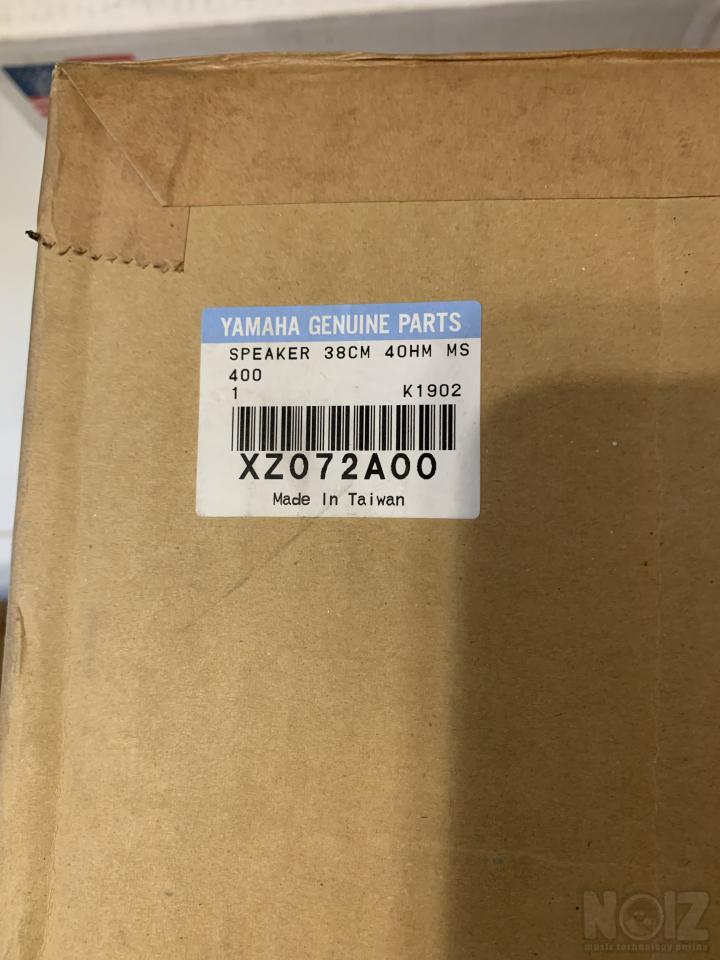 YAMAHA GENUINE PARTS
SPEAKER 38CM 4OHM MS
400
1 K1902
XZ072A00
Made In Taiwan
NOIZ
music technology online